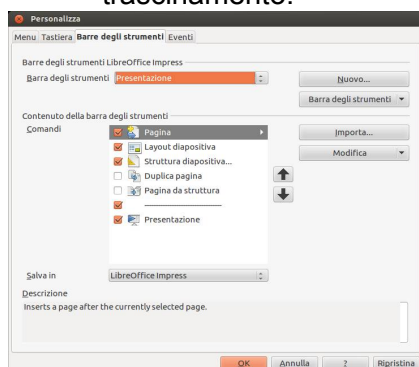 trascinamento.
Personalizza
Menu Tastiera Barre degli strumenti Eventi
Barre degli strumenti LibreOffice Impress
Barra degli strumenti Presentazione
Nuovo...
Barra degli strumenti
Contenuto della barra degli strumenti
Comandi
Pagina
Importa...
Layout diapositiva
Modifica
Struttura diapositiva...
Duplica pagina
Pagina da struttura
Presentazione
Salva in LibreOffice Impress
Descrizione
Inserts a page after the currently selected page.
OK Annulla ? Ripristina